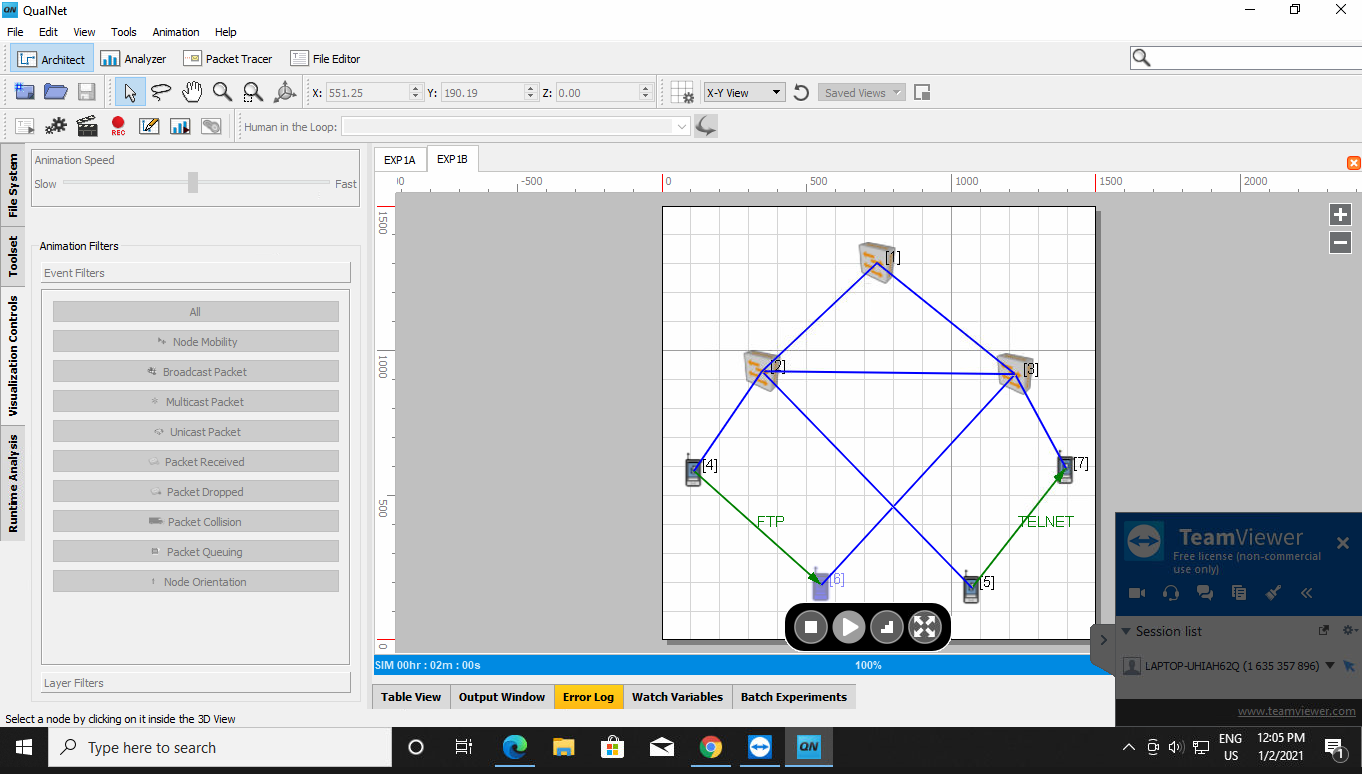 QN QualNet
File Edit View Tools Animation Help
Architect Analyzer Packet Tracer File Editor
X: 551.25 Y: 190.19 Z: 0.00 X-Y View Saved Views
REC Human in the Loop:
File System
Toolset
Visualization Controls
Runtime Analysis
Animation Speed
Slow Fast
Animation Filters
Event Filters
All
Node Mobility
Broadcast Packet
Multicast Packet
Unicast Packet
Packet Received
Packet Dropped
Packet Collision
Packet Queuing
Node Orientation
Layer Filters
EXP1A EXP1B
00 -500 0 500 1000 1500 2000
1500
1000
500
0
[1]
[2] [3]
[4] [7]
FTP TELNET
[6] [5]
SIM 00hr : 02m : 00s 100%
Table View Output Window Error Log Watch Variables Batch Experiments
Select a node by clicking on it inside the 3D View
TeamViewer
Free license (non-commercial
use only)
Session list
LAPTOP-UHIAH62Q (1 635 357 896)
www.teamviewer.com
Type here to search
QN
ENG
US
12:05 PM
1/2/2021
1